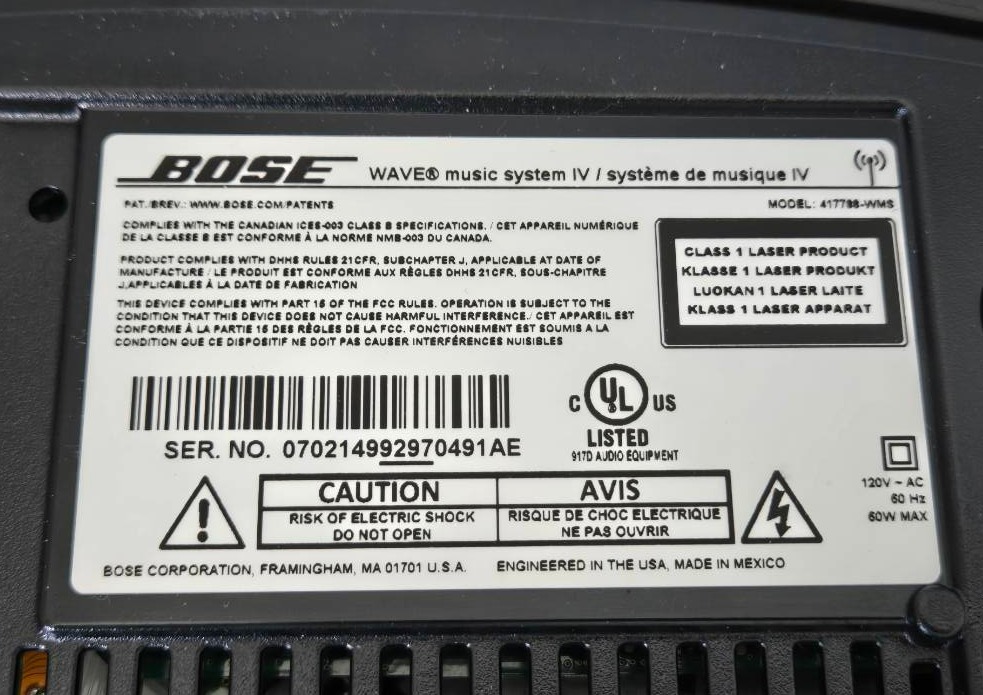 BOSE WAVE® music system IV / système de musique IV
PAT./BREV.: WWW.BOSE.COM/PATENTS
MODEL: 417788-WMS
COMPLIES WITH THE CANADIAN ICES-003 CLASS B SPECIFICATIONS. / CET APPAREIL NUMÉRIQUE
DE LA CLASSE B EST CONFORME À LA NORME NMB-003 DU CANADA.
PRODUCT COMPLIES WITH DHHS RULES 21CFR, SUBCHAPTER J, APPLICABLE AT DATE OF
MANUFACTURE / LE PRODUIT EST CONFORME AUX RÈGLES DHHS 21CFR, SOUS-CHAPITRE
J,APPLICABLES À LA DATE DE FABRICATION
THIS DEVICE COMPLIES WITH PART 15 OF THE FCC RULES. OPERATION IS SUBJECT TO THE
CONDITION THAT THIS DEVICE DOES NOT CAUSE HARMFUL INTERFERENCE./ CET APPAREIL EST
CONFORME À LA PARTIE 15 DES RÈGLES DE LA FCC. FONCTIONNEMENT EST SOUMIS A LA
CONDITION QUE CE DISPOSITIF NE DOIT PAS CAUSER INTERFÉRENCES NUISIBLES
CLASS 1 LASER PRODUCT
KLASSE 1 LASER PRODUKT
LUOKAN 1 LASER LAITE
KLASS 1 LASER APPARAT
SER. NO. 070214992970491AE
C UL US
LISTED
917D AUDIO EQUIPMENT
120V ~ AC
60 Hz
60W MAX
CAUTION
RISK OF ELECTRIC SHOCK
DO NOT OPEN
AVIS
RISQUE DE CHOC ELECTRIQUE
NE PAS OUVRIR
BOSE CORPORATION, FRAMINGHAM, MA 01701 U.S.A. ENGINEERED IN THE USA, MADE IN MEXICO